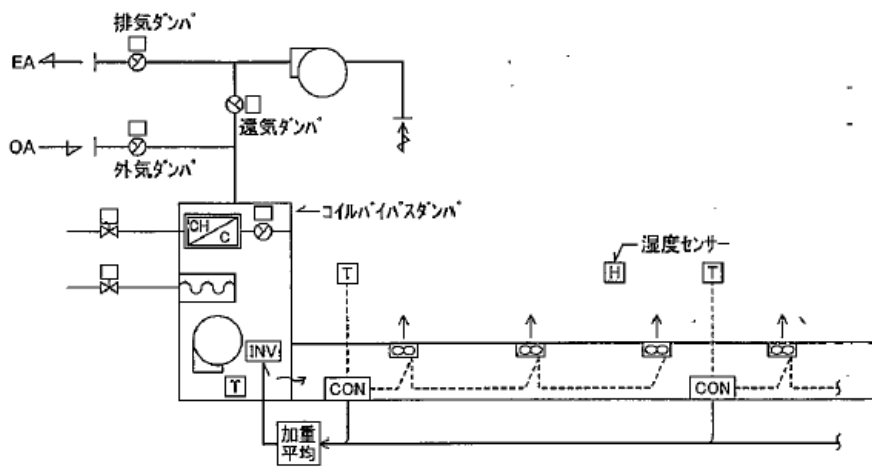 排気ダンパ
EA
還気ダンパ
OA
外気ダンパ
コイルバイパスダンパ
CH
C
湿度センサー
T
H
T
INV.
T
CON
CON
加重
平均